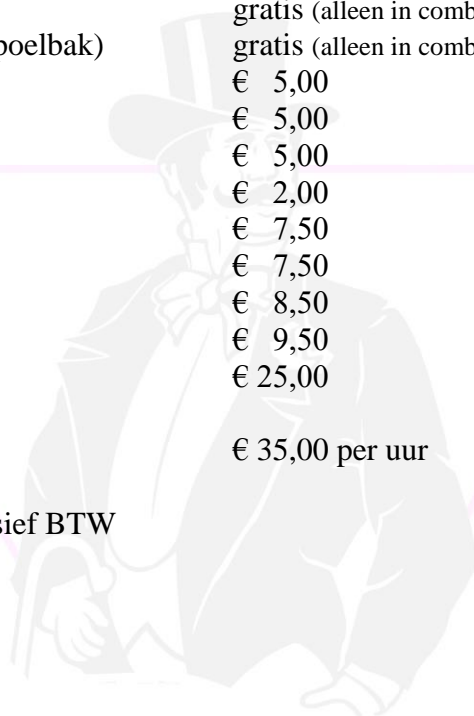 gratis (alleen in comb
poelbak) gratis (alleen in comb
€ 5,00
€ 5,00
€ 5,00
€ 2,00
€ 7,50
€ 7,50
€ 8,50
€ 9,50
€ 25,00
€ 35,00 per uur
sief BTW